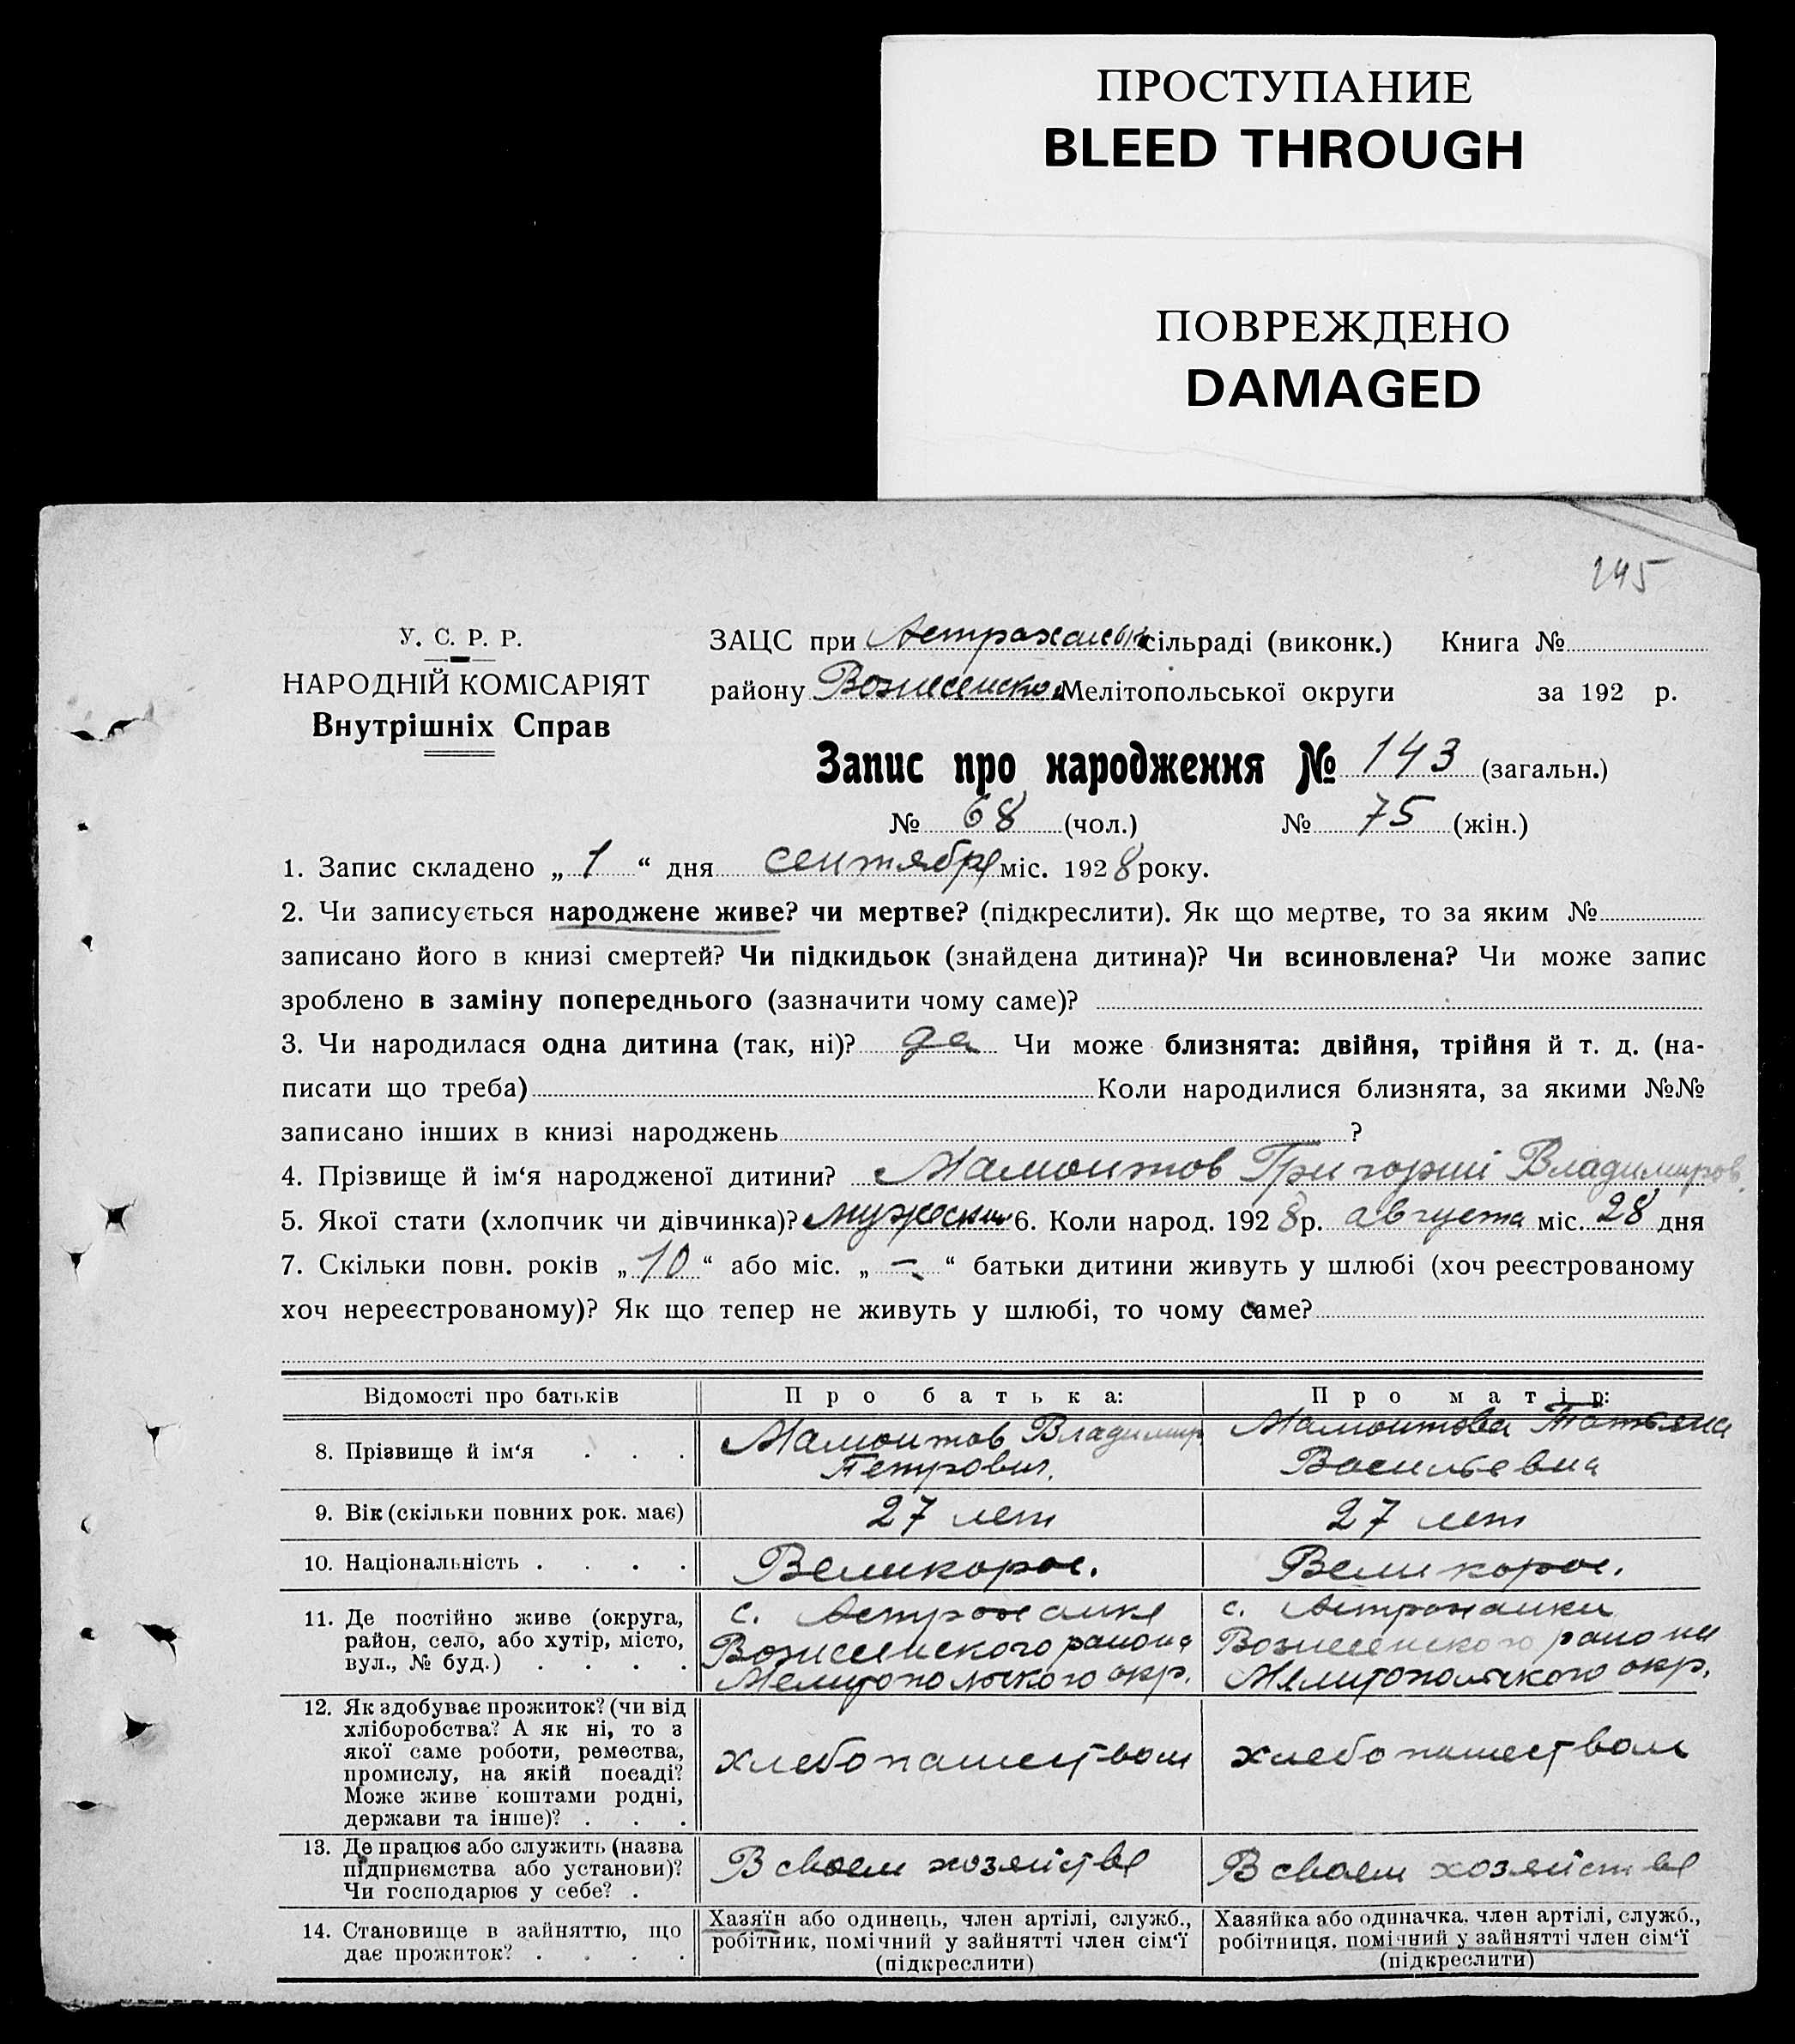 ПРОСТУПАНИЕ
BLEED THROUGH
ПОВРЕЖДЕНО
DAMAGED
245
У. С. Р. Р.
НАРОДНІЙ КОМІСАРІЯТ
Внутрішніх Справ
ЗАЦС при Астраханськ сільраді (виконк.) Книга №
району Вознесенско Мелітопольської округи за 192 р.
Запис про народження № 143 (загальн.)
№ 68 (чол.) № 75 (жін.)
1. Запис складено „ 1 “ дня сентября міс. 1928 року.
2. Чи записується народжене живе? чи мертве? (підкреслити). Як що мертве, то за яким №
записано його в книзі смертей? Чи підкидьок (знайдена дитина)? Чи всиновлена? Чи може запис
зроблено в заміну попереднього (зазначити чому саме)?
3. Чи народилася одна дитина (так, ні)? да Чи може близнята: двійня, трійня й т. д. (на-
писати що треба) Коли народилися близнята, за якими №№
записано інших в книзі народжень ?
4. Прізвище й ім‘я народженої дитини? Мамонтов Григорий Владимиров.
5. Якої стати (хлопчик чи дівчинка)? мужески 6. Коли народ. 1928 р. августа міс. 28 дня
7. Скільки повн. років „ 10 “ або міс. „ – “ батьки дитини живуть у шлюбі (хоч реєстрованому
хоч нереєстрованому)? Як що тепер не живуть у шлюбі, то чому саме?
Відомості про батьків Про батька: Про матір:
8. Прізвище й ім‘я . . . Мамонтов Владимир Петрович. Мамонтова Татьяна Васильевна
9. Вік (скільки повних рок. має) 27 лет 27 лет
10. Національність . . . . Великорос. Великорос.
11. Де постійно живе (округа, с. Астраханке с. Астраханки
район, село, або хутір, місто, Вознесенского района Вознесенского района
вул., № буд.) . . . . Мелитопольского окр. Мелитопольского окр.
12. Як здобуває прожиток? (чи від
хліборобства? А як ні, то з
якої саме роботи, ремества, хлебопашеством хлебопашеством
промислу, на якій посаді?
Може живе коштами родні,
держави та інше)? . . .
13. Де працює або служить (назва
підприємства або установи)? В своем хозяйстве В своем хозяйстве
Чи господарює у себе? .
14. Становище в зайняттю, що Хазяїн або одинець, член артілі, служб., Хазяйка або одиначка, член артілі, служб.,
дає прожиток? . . . . робітник, помічний у зайнятті член сім‘ї робітниця, помічний у зайнятті член сім‘ї
(підкреслити) (підкреслити)